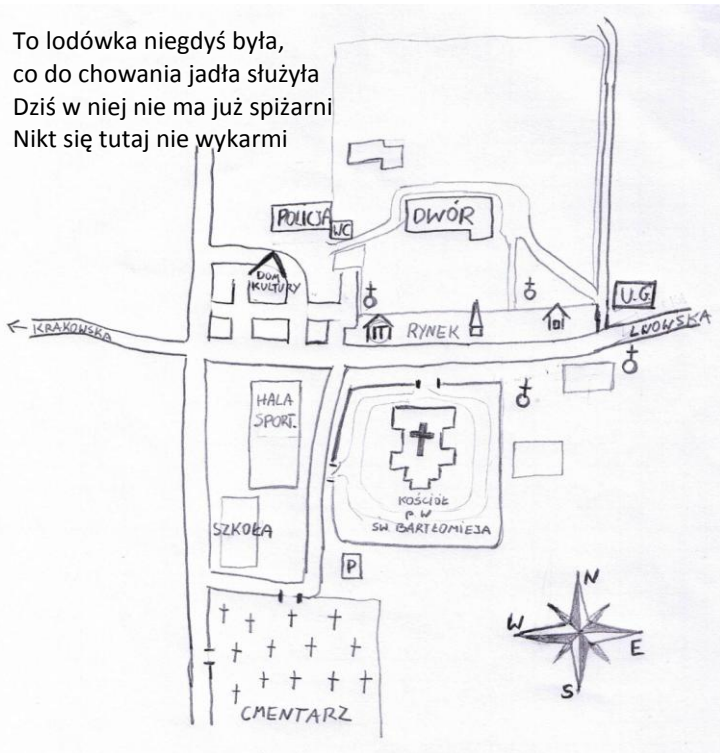 To lodówka niegdyś była,
co do chowania jadła służyła
Dziś w niej nie ma już spiżarni
Nikt się tutaj nie wykarmi
POLICJA
WC
DWÓR
DOM
KULTURY
U.G.
← KRAKOWSKA
IT
RYNEK
LWOWSKA
HALA
SPORT.
KOŚCIÓŁ
P W
ŚW. BARTŁOMIEJA
SZKOŁA
P
N
W
E
S
CMENTARZ